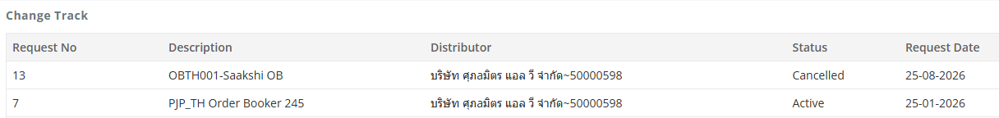 Change Track
Request No Description Distributor Status Request Date
13 OBTH001-Saakshi OB บริษัท ศุภaมิตร แอล วี จำกัด~50000598 Cancelled 25-08-2026
7 PJP_TH Order Booker 245 บริษัท ศุภaมิตร แอล วี จำกัด~50000598 Active 25-01-2026